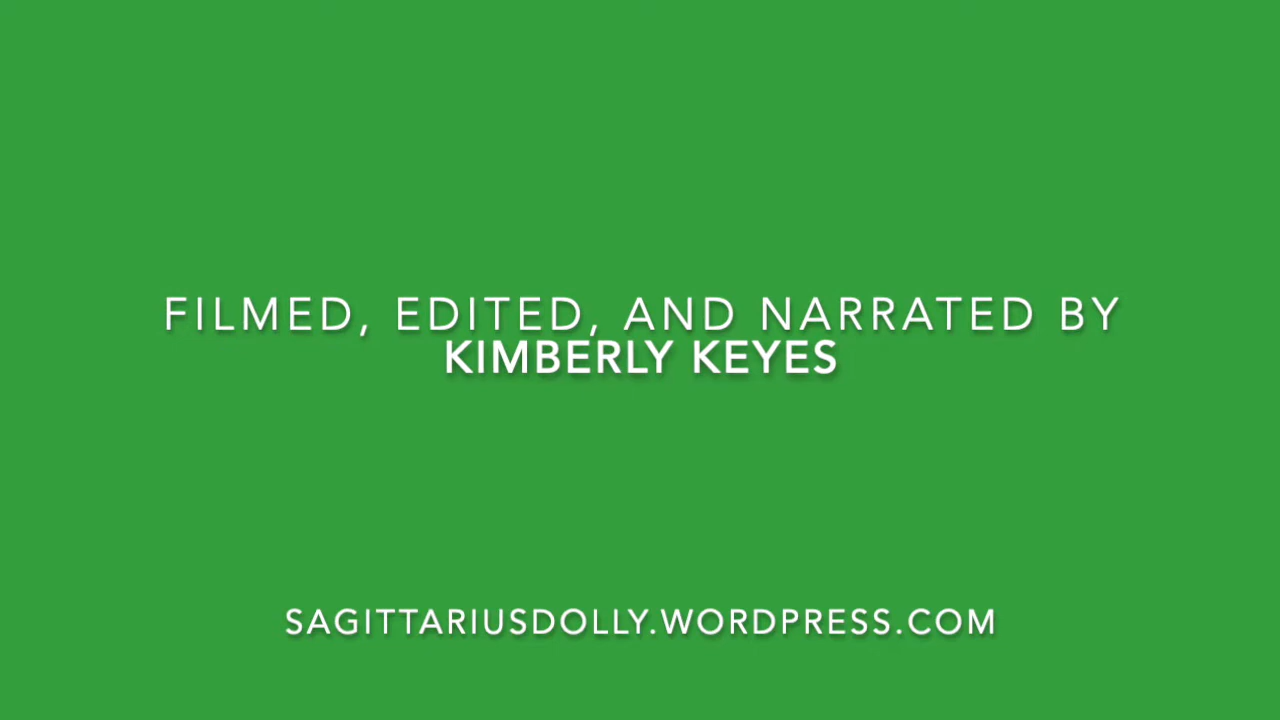 FILMED, EDITED, AND NARRATED BY
KIMBERLY KEYES
SAGITTARIUSDOLLY.WORDPRESS.COM